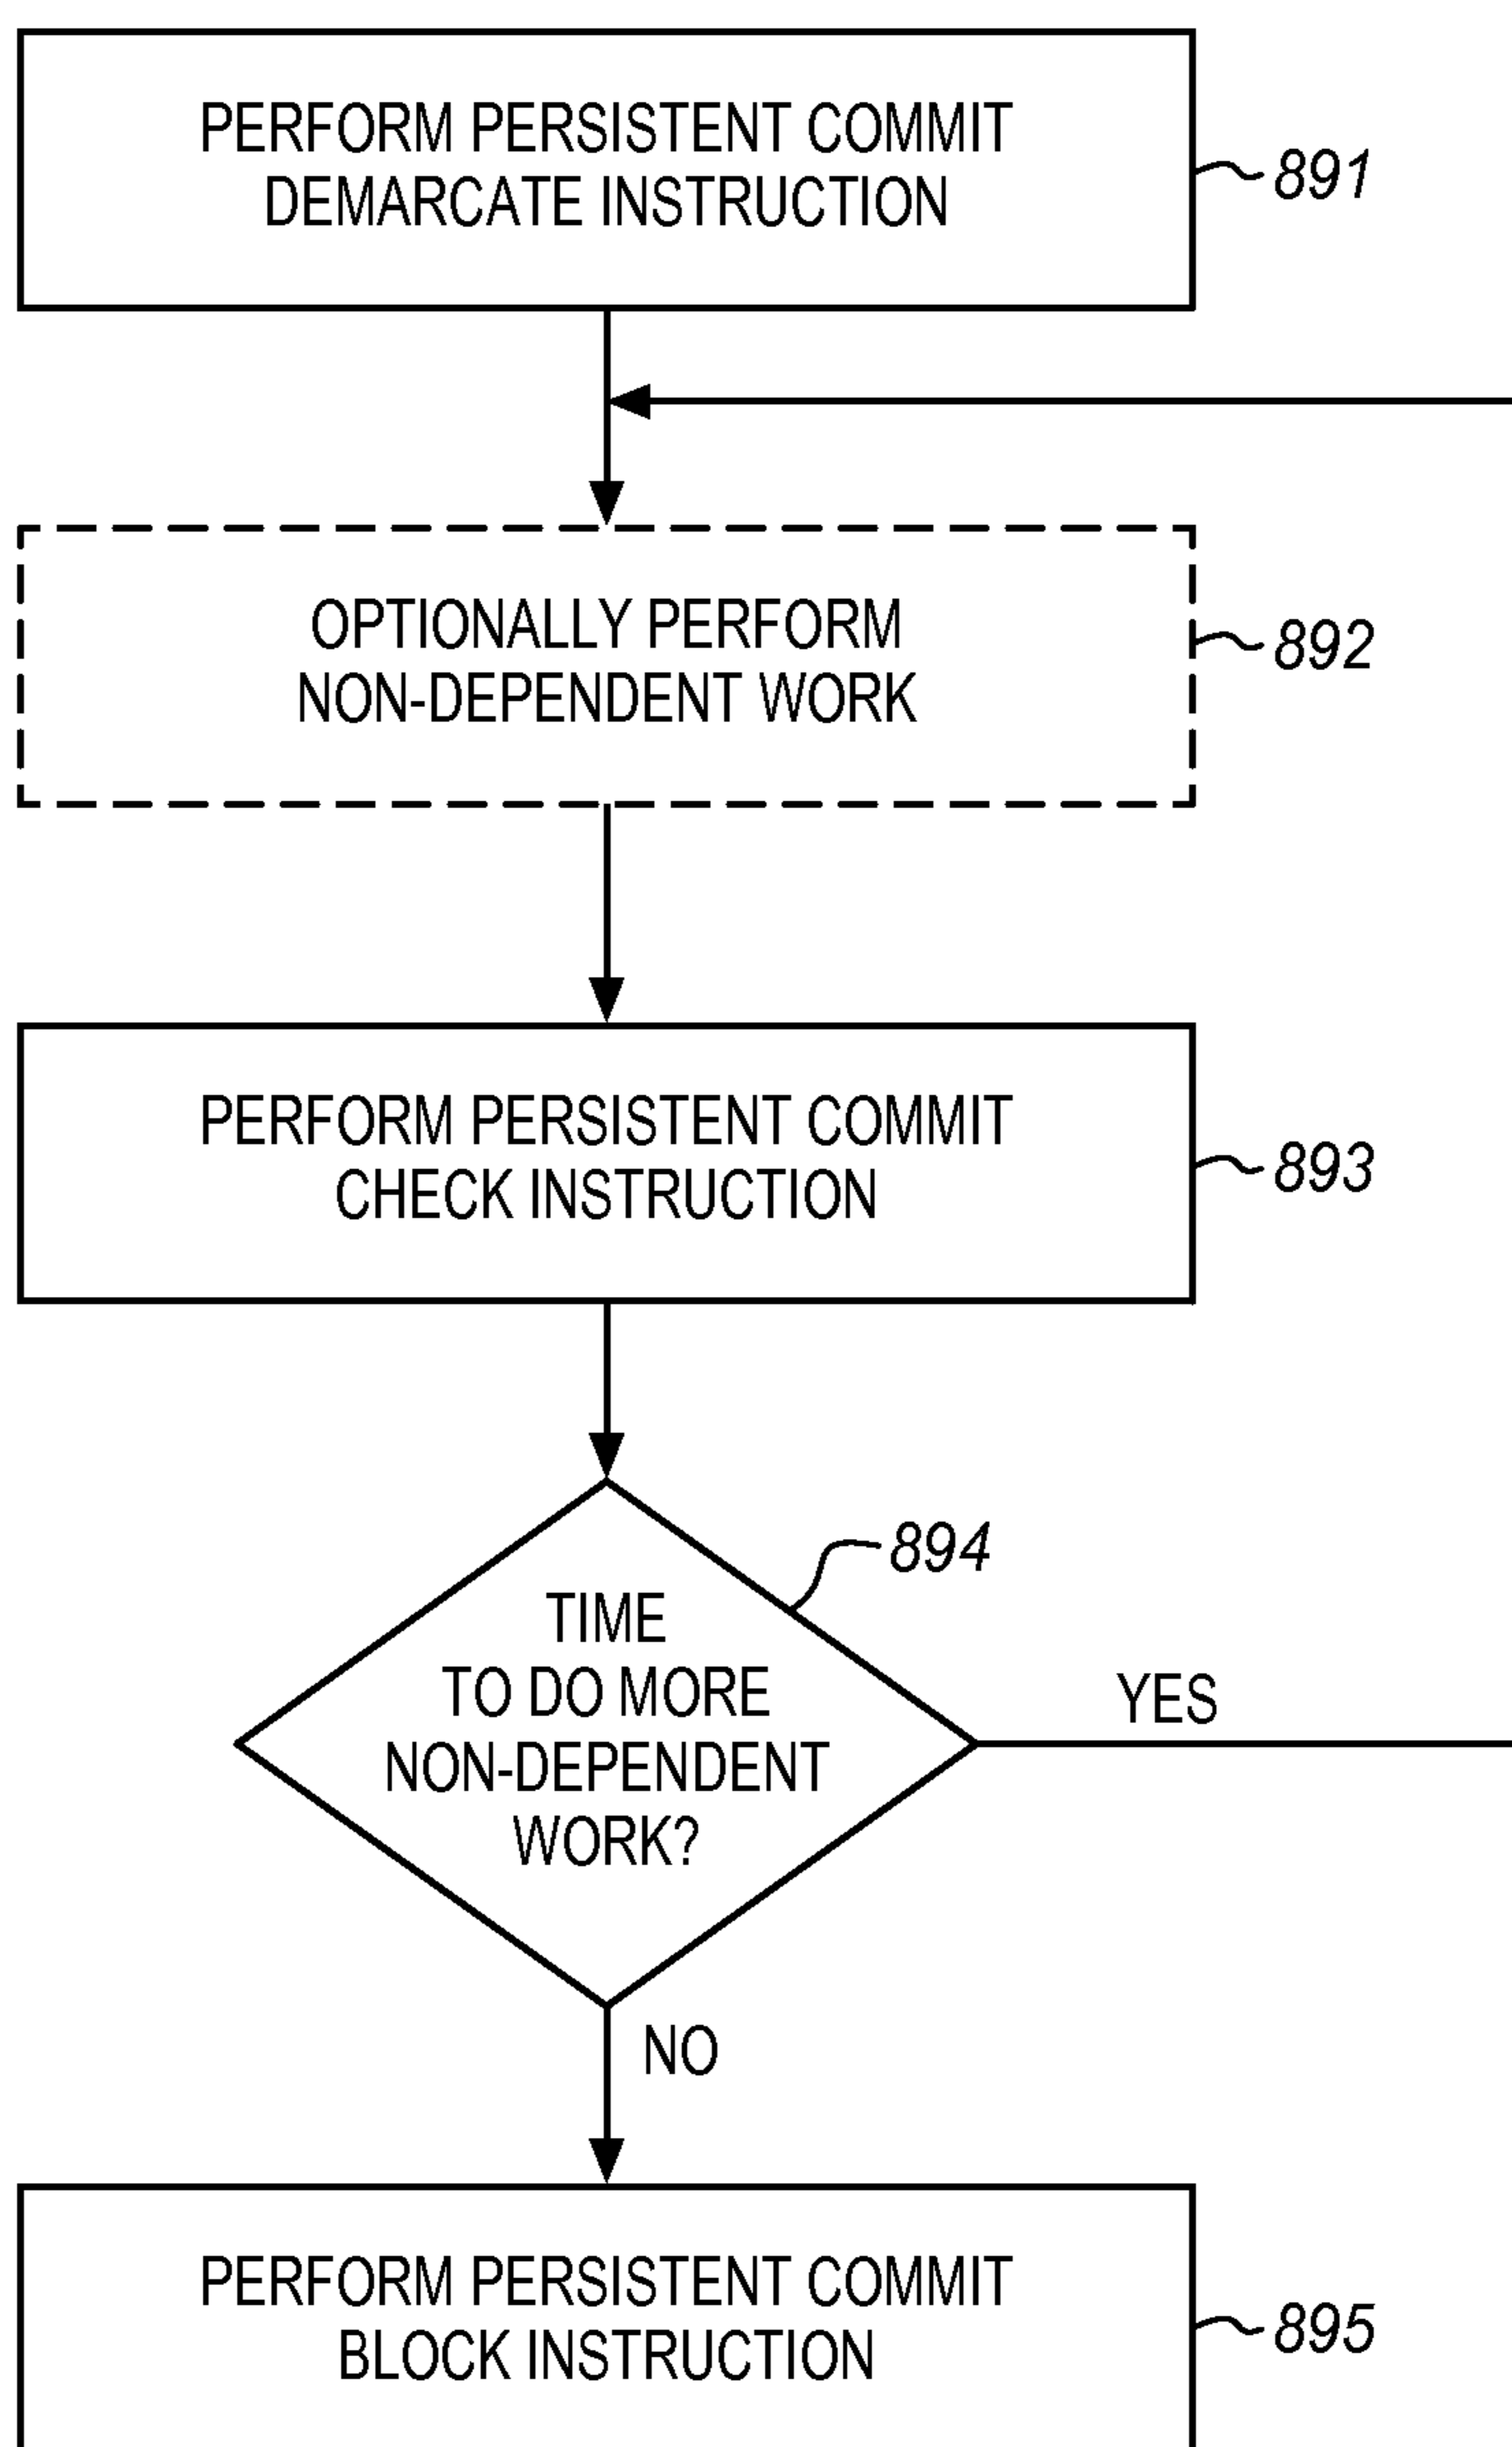 PERFORM PERSISTENT COMMIT
DEMARCATE INSTRUCTION
891
OPTIONALLY PERFORM
NON-DEPENDENT WORK
892
PERFORM PERSISTENT COMMIT
CHECK INSTRUCTION
893
894
TIME
TO DO MORE
NON-DEPENDENT
WORK?
YES
NO
PERFORM PERSISTENT COMMIT
BLOCK INSTRUCTION
895